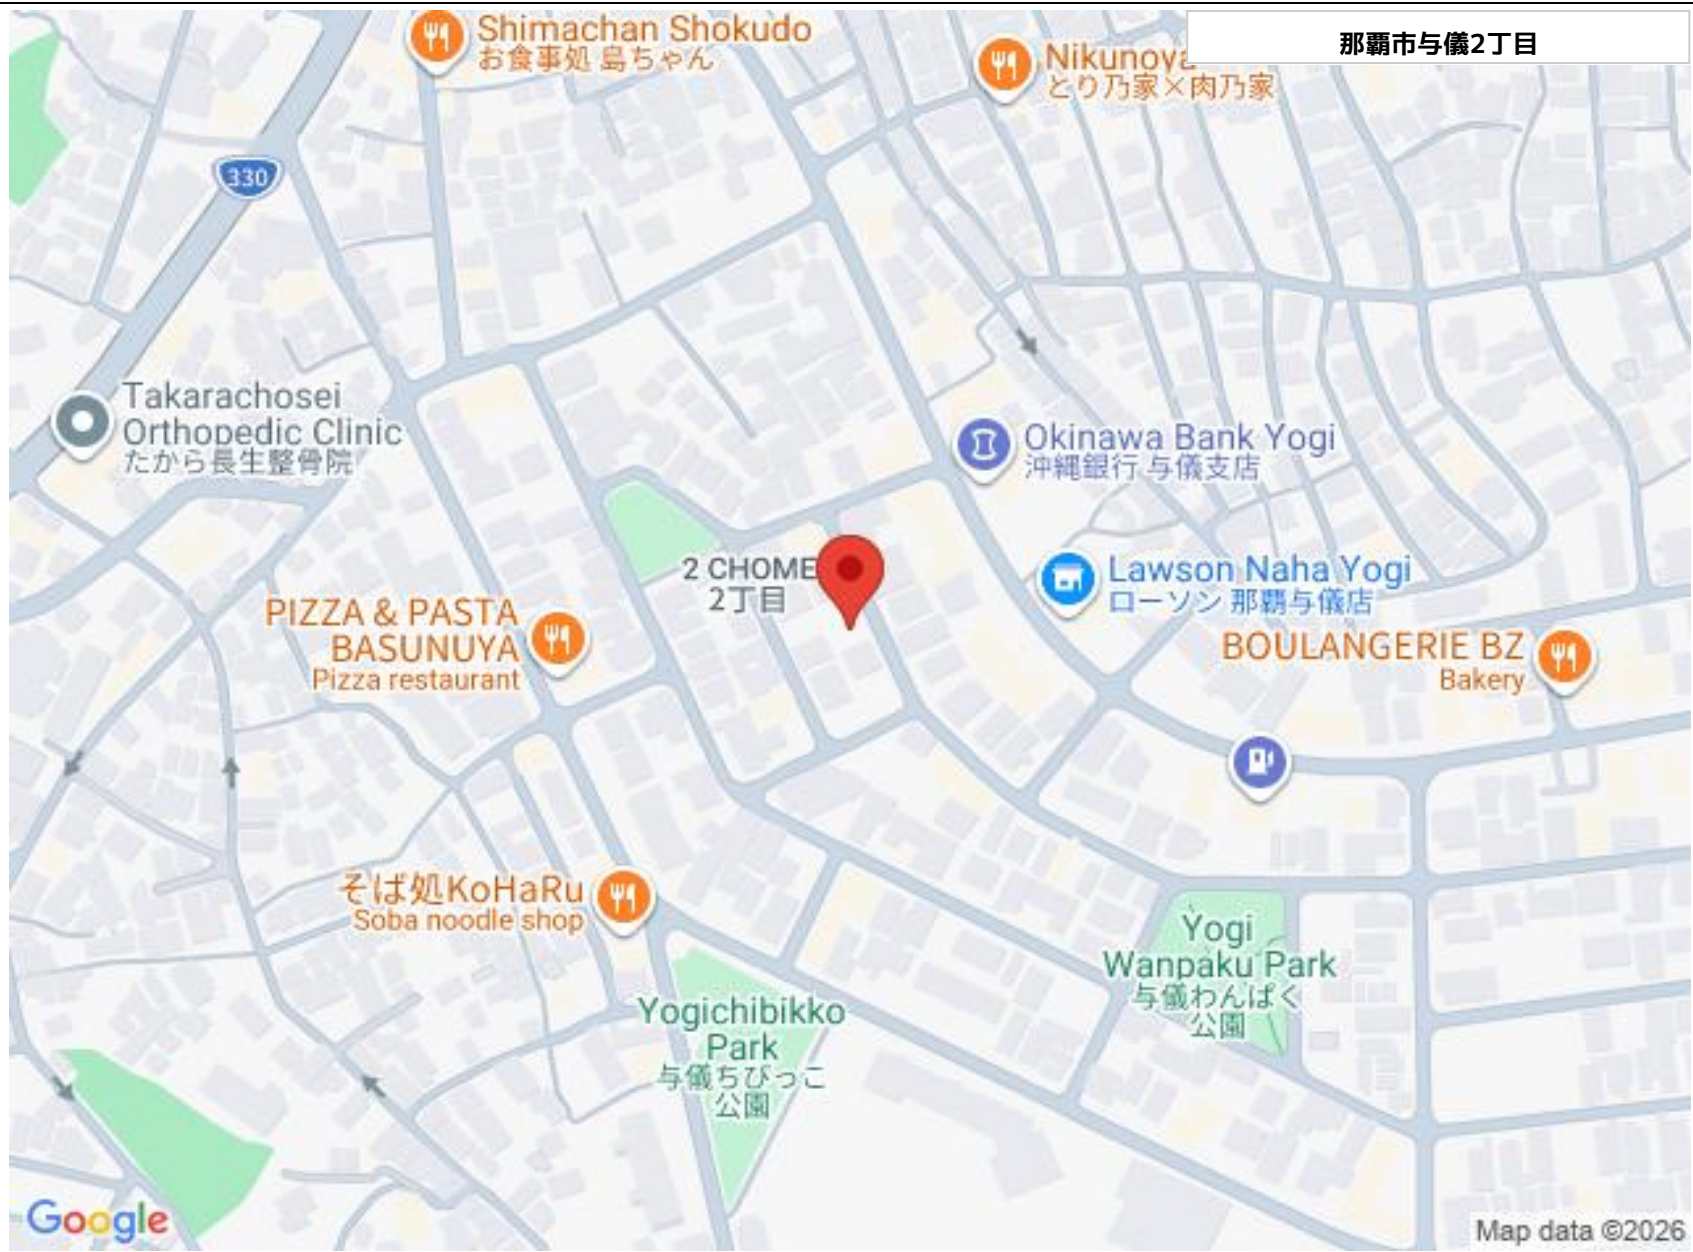 Shimachan Shokudo
お食事処 島ちゃん
Nikunoya
とり乃家×肉乃家
那覇市与儀2丁目
330
Takarachosei
Orthopedic Clinic
たから長生整骨院
Okinawa Bank Yogi
沖縄銀行 与儀支店
2 CHOME
2丁目
Lawson Naha Yogi
ローソン 那覇与儀店
PIZZA & PASTA
BASUNUYA
Pizza restaurant
BOULANGERIE BZ
Bakery
そば処KoHaRu
Soba noodle shop
Yogi
Wanpaku Park
与儀わんぱく
公園
Yogichibikko
Park
与儀ちびっこ
公園
Google
Map data ©2026